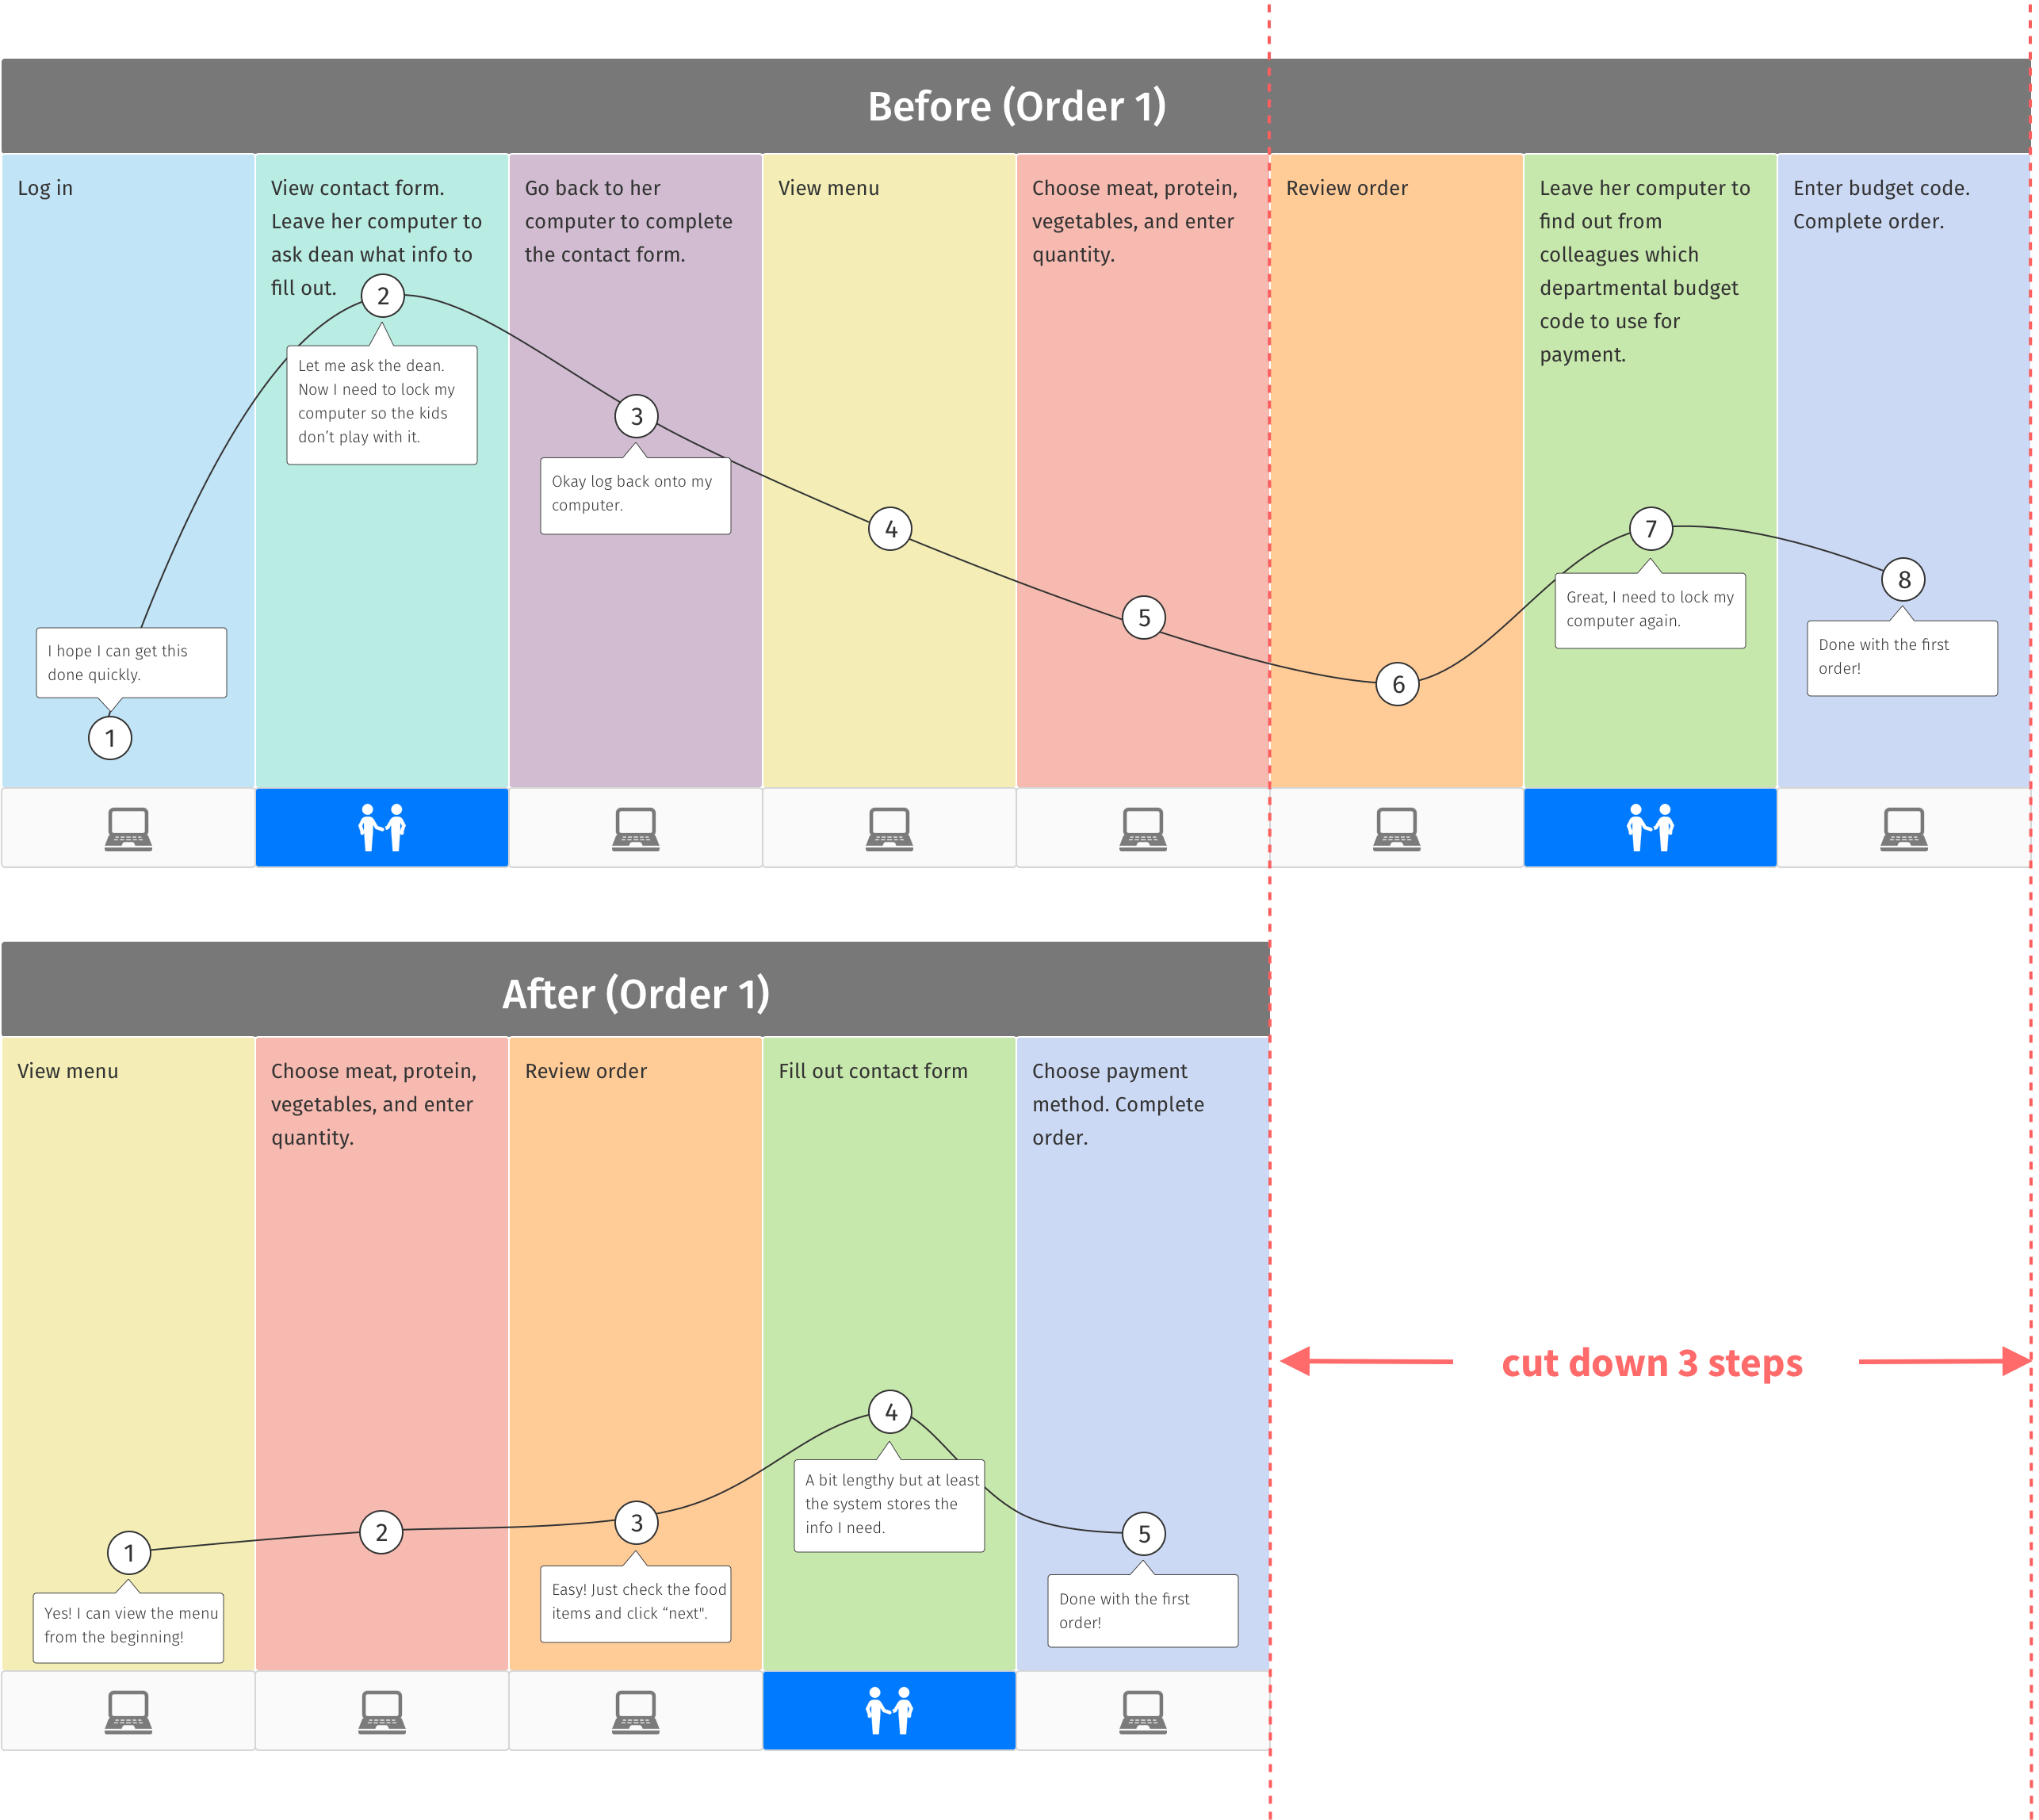 Before (Order 1)
Log in
View contact form.
Leave her computer to
ask dean what info to
fill out.
Go back to her
computer to complete
the contact form.
View menu
Choose meat, protein,
vegetables, and enter
quantity.
Review order
Leave her computer to
find out from
colleagues which
departmental budget
code to use for
payment.
Enter budget code.
Complete order.
1
I hope I can get this
done quickly.
2
Let me ask the dean.
Now I need to lock my
computer so the kids
don’t play with it.
3
Okay log back onto my
computer.
4
5
6
7
Great, I need to lock my
computer again.
8
Done with the first
order!
After (Order 1)
View menu
Choose meat, protein,
vegetables, and enter
quantity.
Review order
Fill out contact form
Choose payment
method. Complete
order.
1
Yes! I can view the menu
from the beginning!
2
3
Easy! Just check the food
items and click “next".
4
A bit lengthy but at least
the system stores the
info I need.
5
Done with the first
order!
cut down 3 steps